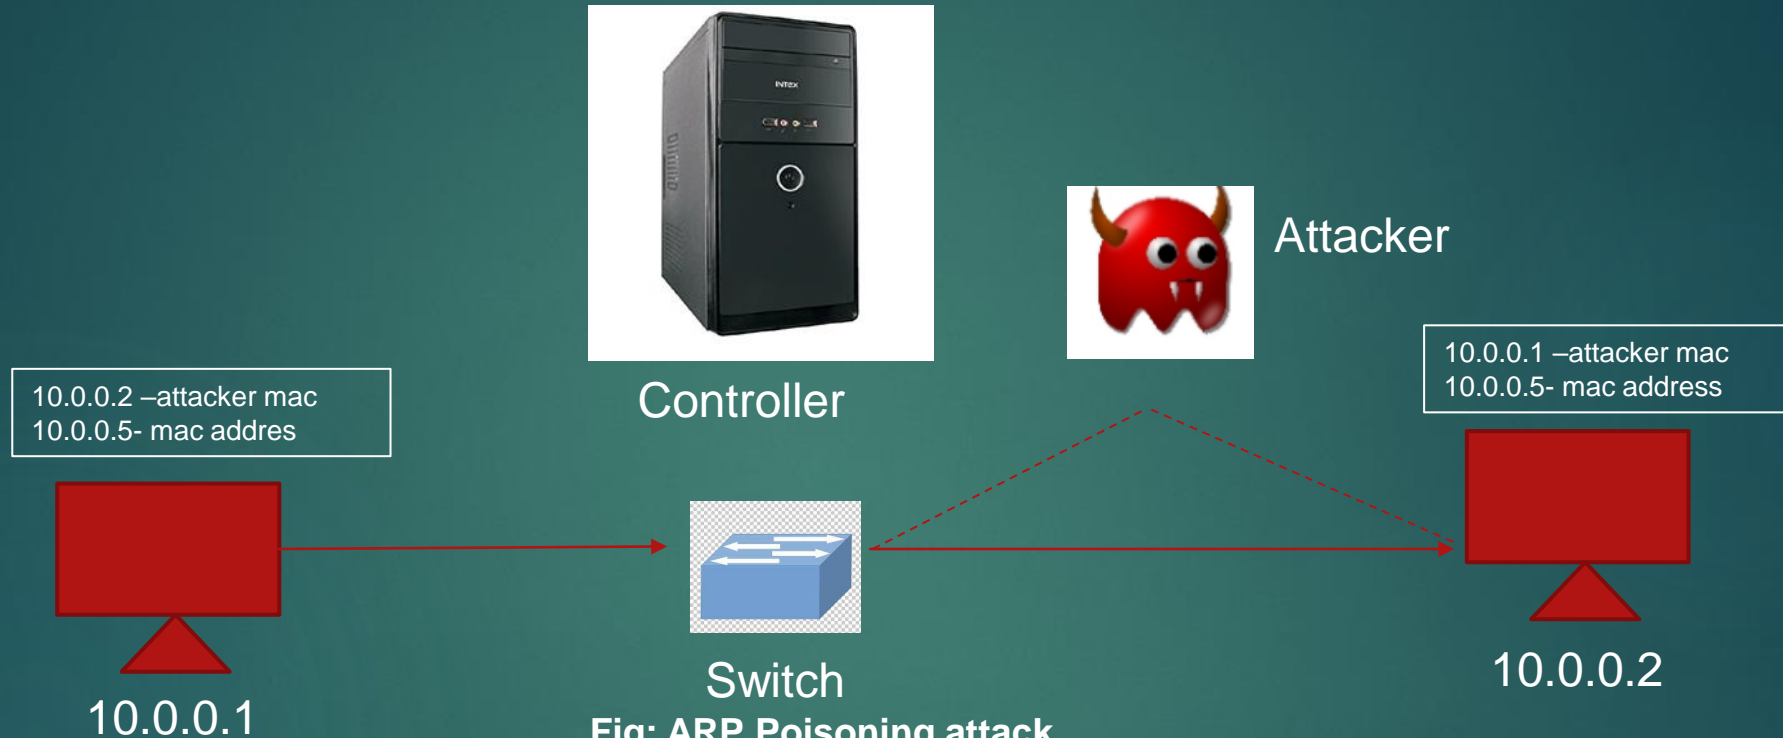 INTEX
Attacker
10.0.0.1 –attacker mac
10.0.0.5- mac address
10.0.0.2 –attacker mac
10.0.0.5- mac addres
Controller
Switch
10.0.0.2
10.0.0.1
Fig: ARP Poisoning attack